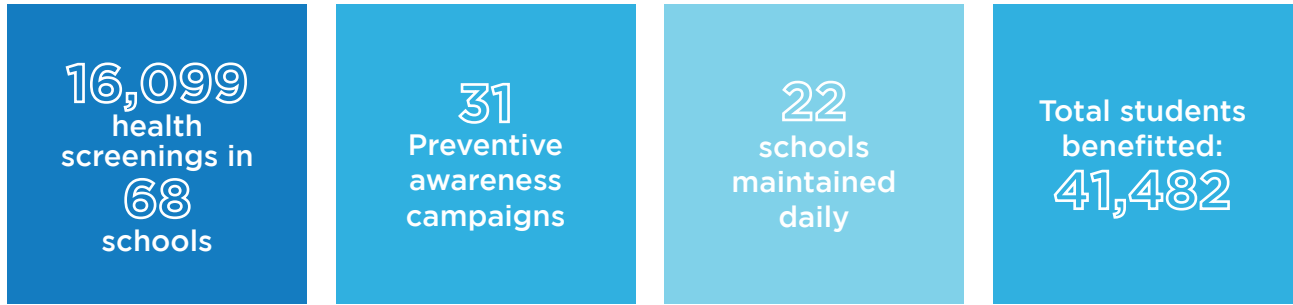 16,099
health
screenings in
68
schools
31
Preventive
awareness
campaigns
22
schools
maintained
daily
Total students
benefitted:
41,482